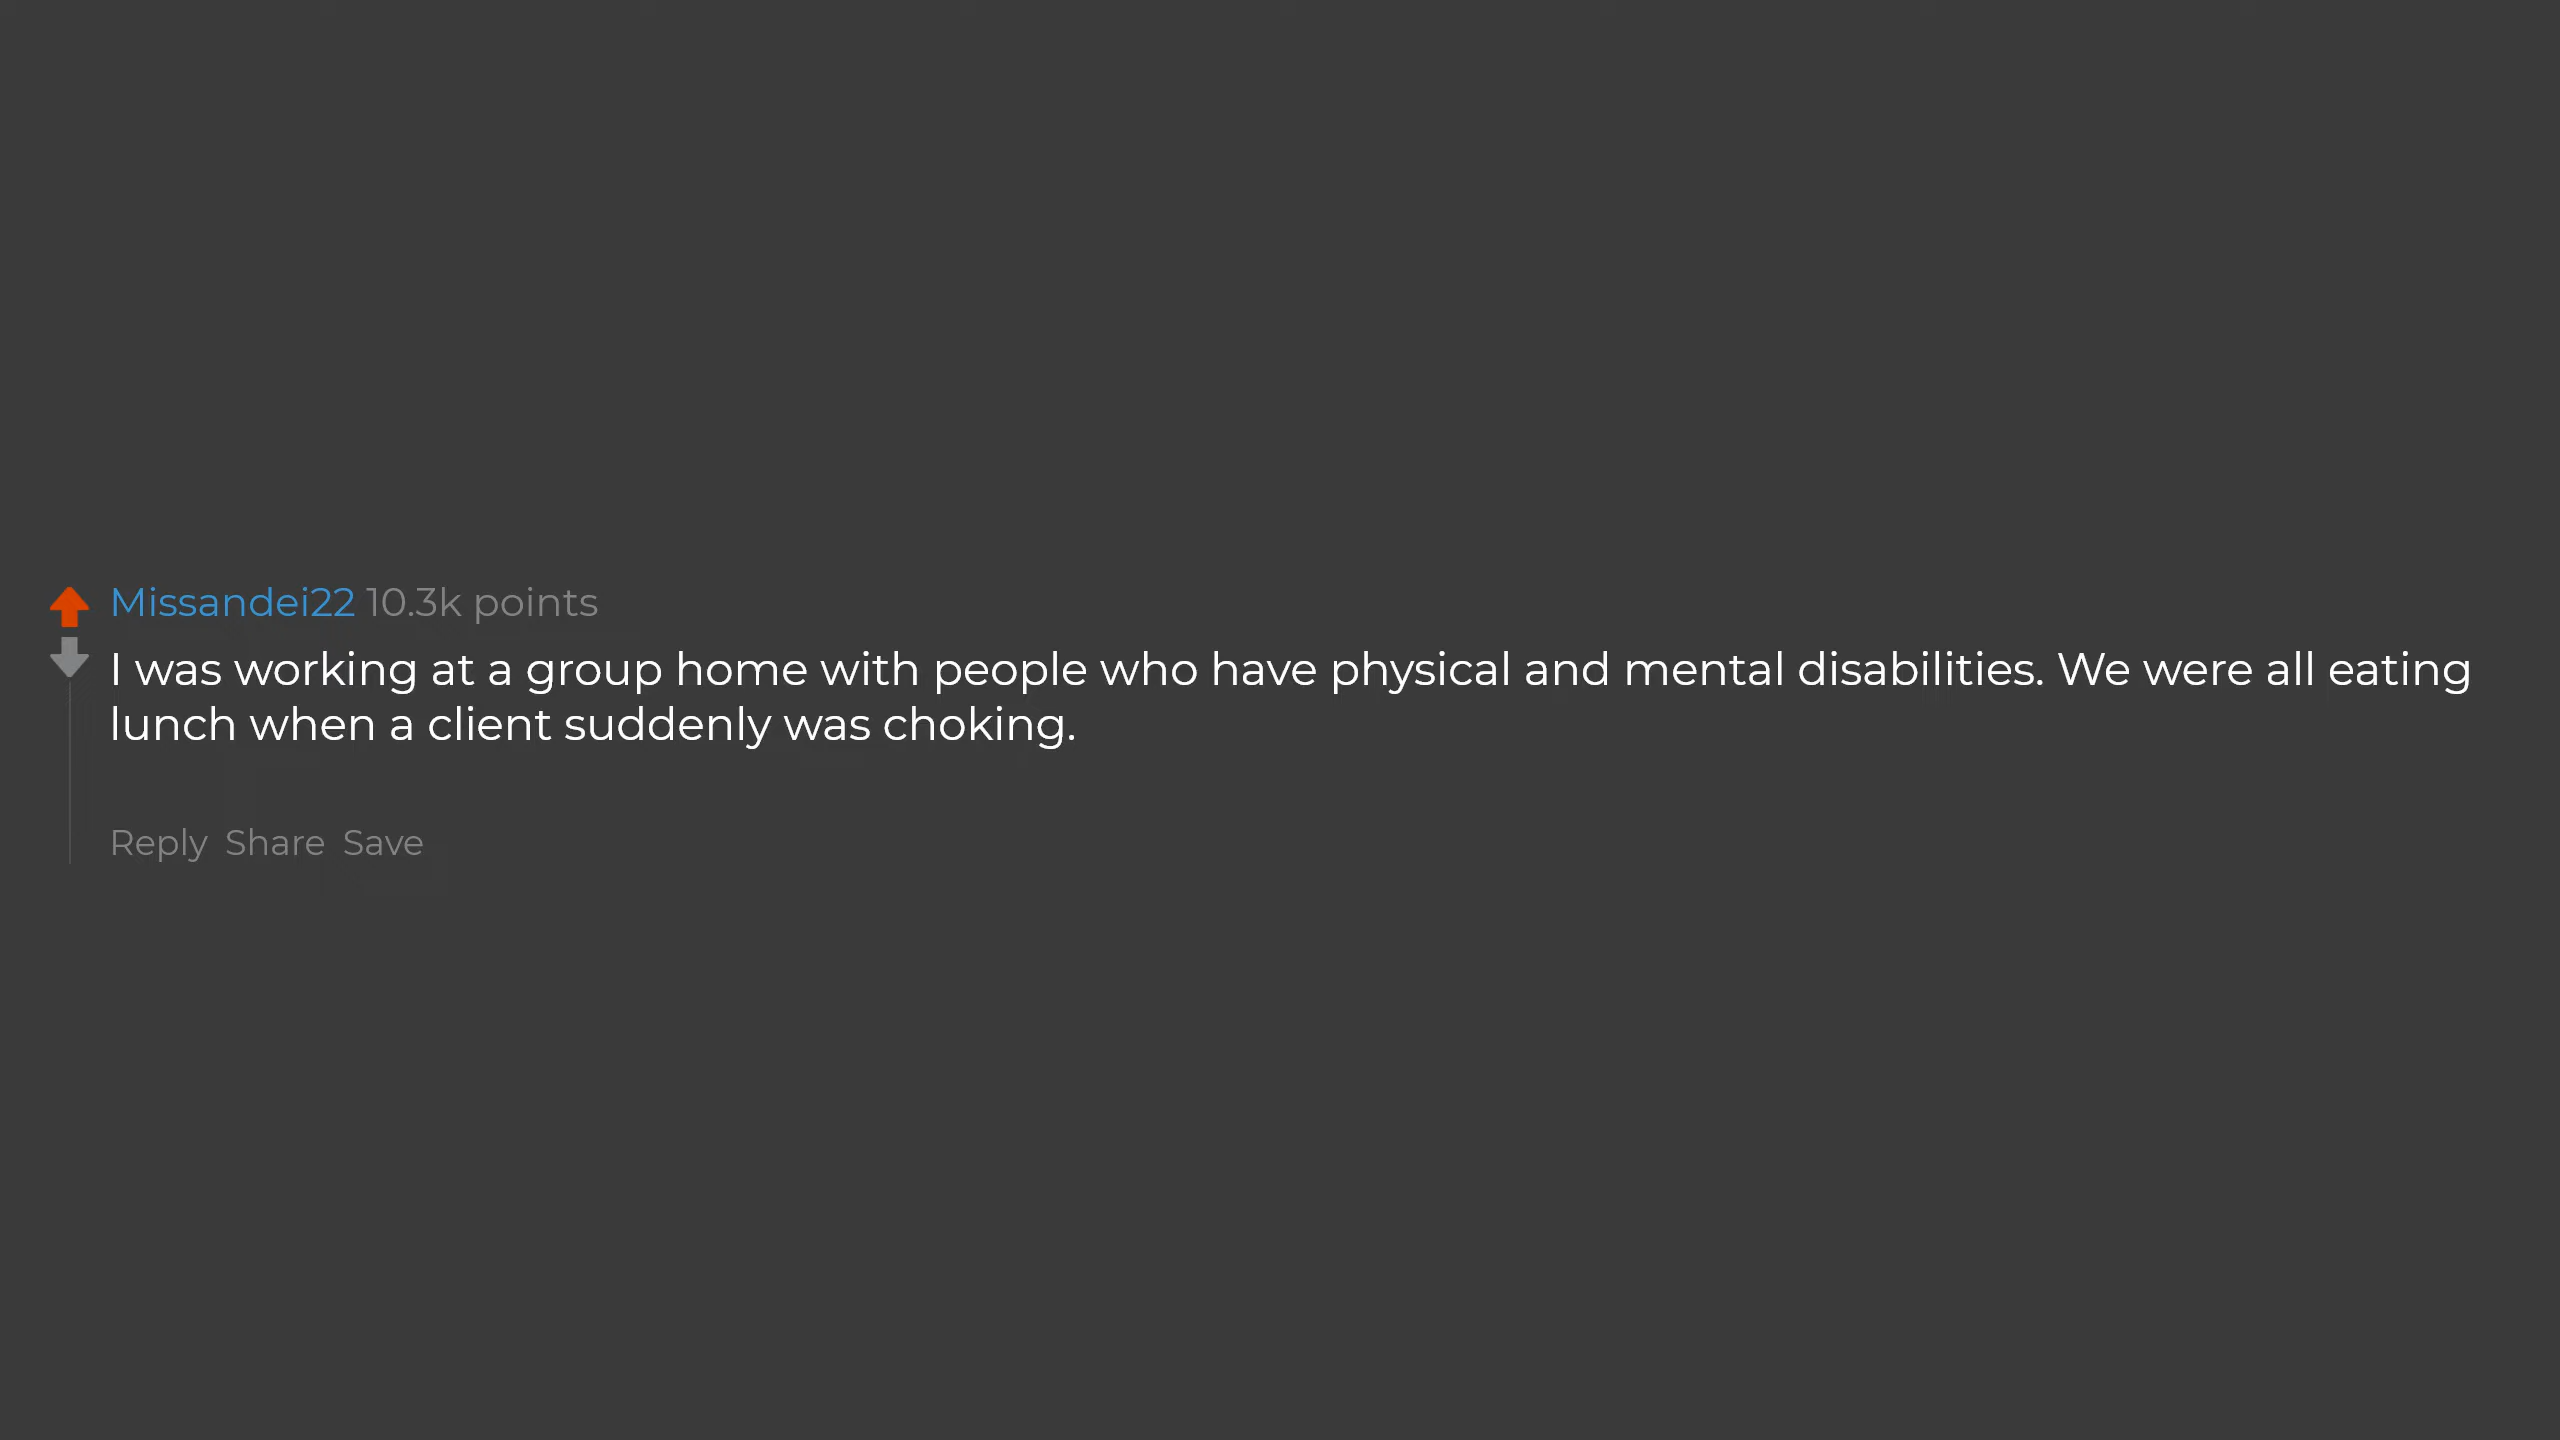 Missandei22 10.3k points
I was working at a group home with people who have physical and mental disabilities. We were all eating
lunch when a client suddenly was choking.
Reply Share Save